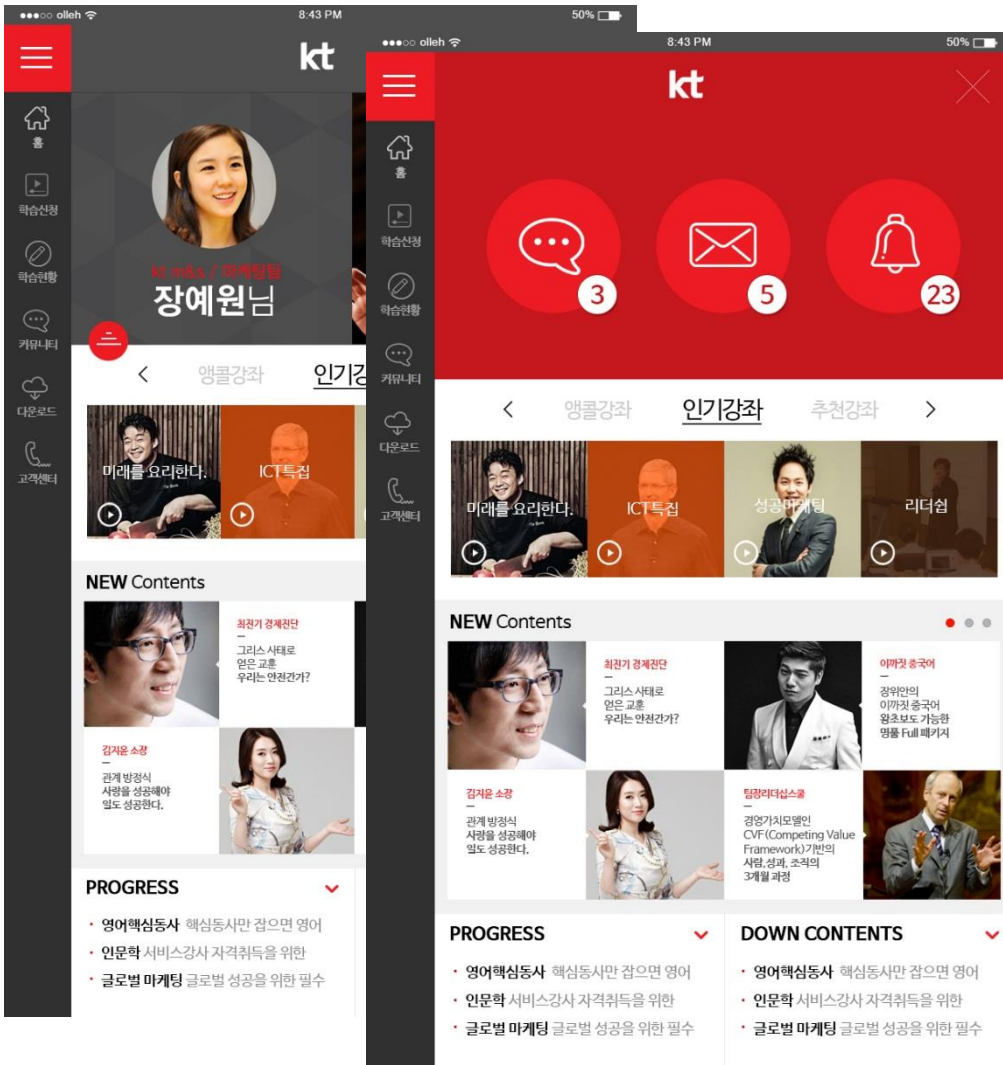 olleh
8:43 PM
50%
kt
홈
학습신청
학습현황
커뮤니티
다운로드
고객센터
kt m&s / 마케팅팀
장예원님
앵콜강좌
인기강
미래를 요리한다.
ICT특집
NEW Contents
최진기 경제진단
그리스 사태로
얻은 교훈
우리는 안전간가?
김지윤 소장
관계 방정식
사랑을 성공해야
일도 성공한다.
PROGRESS
영어핵심동사 핵심동사만 잡으면 영어
인문학 서비스강사 자격취득을 위한
글로벌 마케팅 글로벌 성공을 위한 필수
olleh
8:43 PM
50%
kt
홈
학습신청
학습현황
커뮤니티
다운로드
고객센터
3
5
23
앵콜강좌
인기강좌
추천강좌
미래를 요리한다.
ICT특집
성공마케팅
리더쉽
NEW Contents
최진기 경제진단
그리스 사태로
얻은 교훈
우리는 안전간가?
이까짓 중국어
장위안의
이까짓 중국어
왕초보도 가능한
명품 Full 패키지
김지윤 소장
관계 방정식
사랑을 성공해야
일도 성공한다.
팀장리더십스쿨
경영가치모델인
CVF(Competing Value
Framework)기반의
사람,성과, 조직의
3개월 과정
PROGRESS
영어핵심동사 핵심동사만 잡으면 영어
인문학 서비스강사 자격취득을 위한
글로벌 마케팅 글로벌 성공을 위한 필수
DOWN CONTENTS
영어핵심동사 핵심동사만 잡으면 영어
인문학 서비스강사 자격취득을 위한
글로벌 마케팅 글로벌 성공을 위한 필수